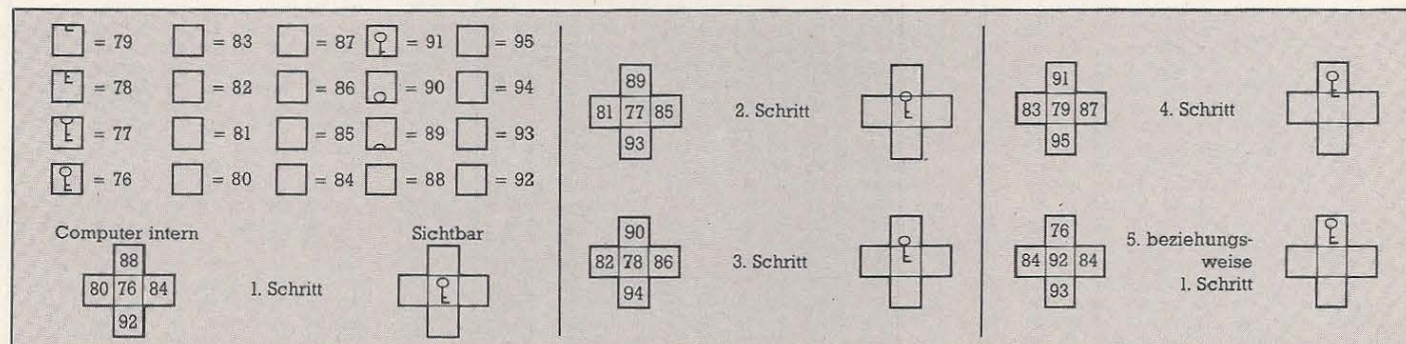 = 79 = 83 = 87 = 91 = 95
= 78 = 82 = 86 = 90 = 94
= 77 = 81 = 85 = 89 = 93
= 76 = 80 = 84 = 88 = 92
Computer intern
Sichtbar
88
80 76 84
92
1. Schritt
89
81 77 85
93
2. Schritt
90
82 78 86
94
3. Schritt
91
83 79 87
95
4. Schritt
76
84 92 84
93
5. beziehungs-
weise
1. Schritt